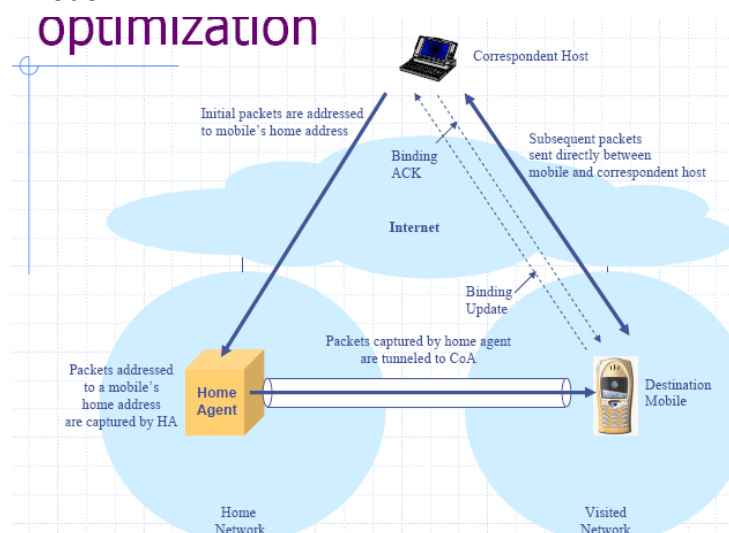 optimization
Correspondent Host
Initial packets are addressed
to mobile's home address
Subsequent packets
sent directly between
mobile and correspondent host
Binding
ACK
Internet
Binding
Update
Packets captured by home agent
are tunneled to CoA
Packets addressed
to a mobile's
home address
are captured by HA
Home
Agent
Destination
Mobile
Home
Network
Visited
Network